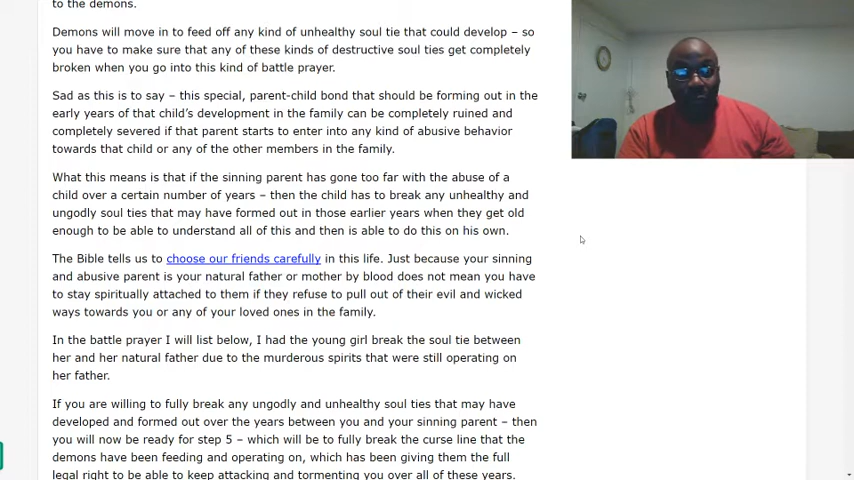 to the demons.
Demons will move in to feed off any kind of unhealthy soul tie that could develop – so
you have to make sure that any of these kinds of destructive soul ties get completely
broken when you go into this kind of battle prayer.
Sad as this is to say – this special, parent-child bond that should be forming out in the
early years of that child’s development in the family can be completely ruined and
completely severed if that parent starts to enter into any kind of abusive behavior
towards that child or any of the other members in the family.
What this means is that if the sinning parent has gone too far with the abuse of a
child over a certain number of years – then the child has to break any unhealthy and
ungodly soul ties that may have formed out in those earlier years when they get old
enough to be able to understand all of this and then is able to do this on his own.
The Bible tells us to choose our friends carefully in this life. Just because your sinning
and abusive parent is your natural father or mother by blood does not mean you have
to stay spiritually attached to them if they refuse to pull out of their evil and wicked
ways towards you or any of your loved ones in the family.
In the battle prayer I will list below, I had the young girl break the soul tie between
her and her natural father due to the murderous spirits that were still operating on
her father.
If you are willing to fully break any ungodly and unhealthy soul ties that may have
developed and formed out over the years between you and your sinning parent – then
you will now be ready for step 5 – which will be to fully break the curse line that the
demons have been feeding and operating on, which has been giving them the full
legal right to be able to keep attacking and tormenting you over all of these years.